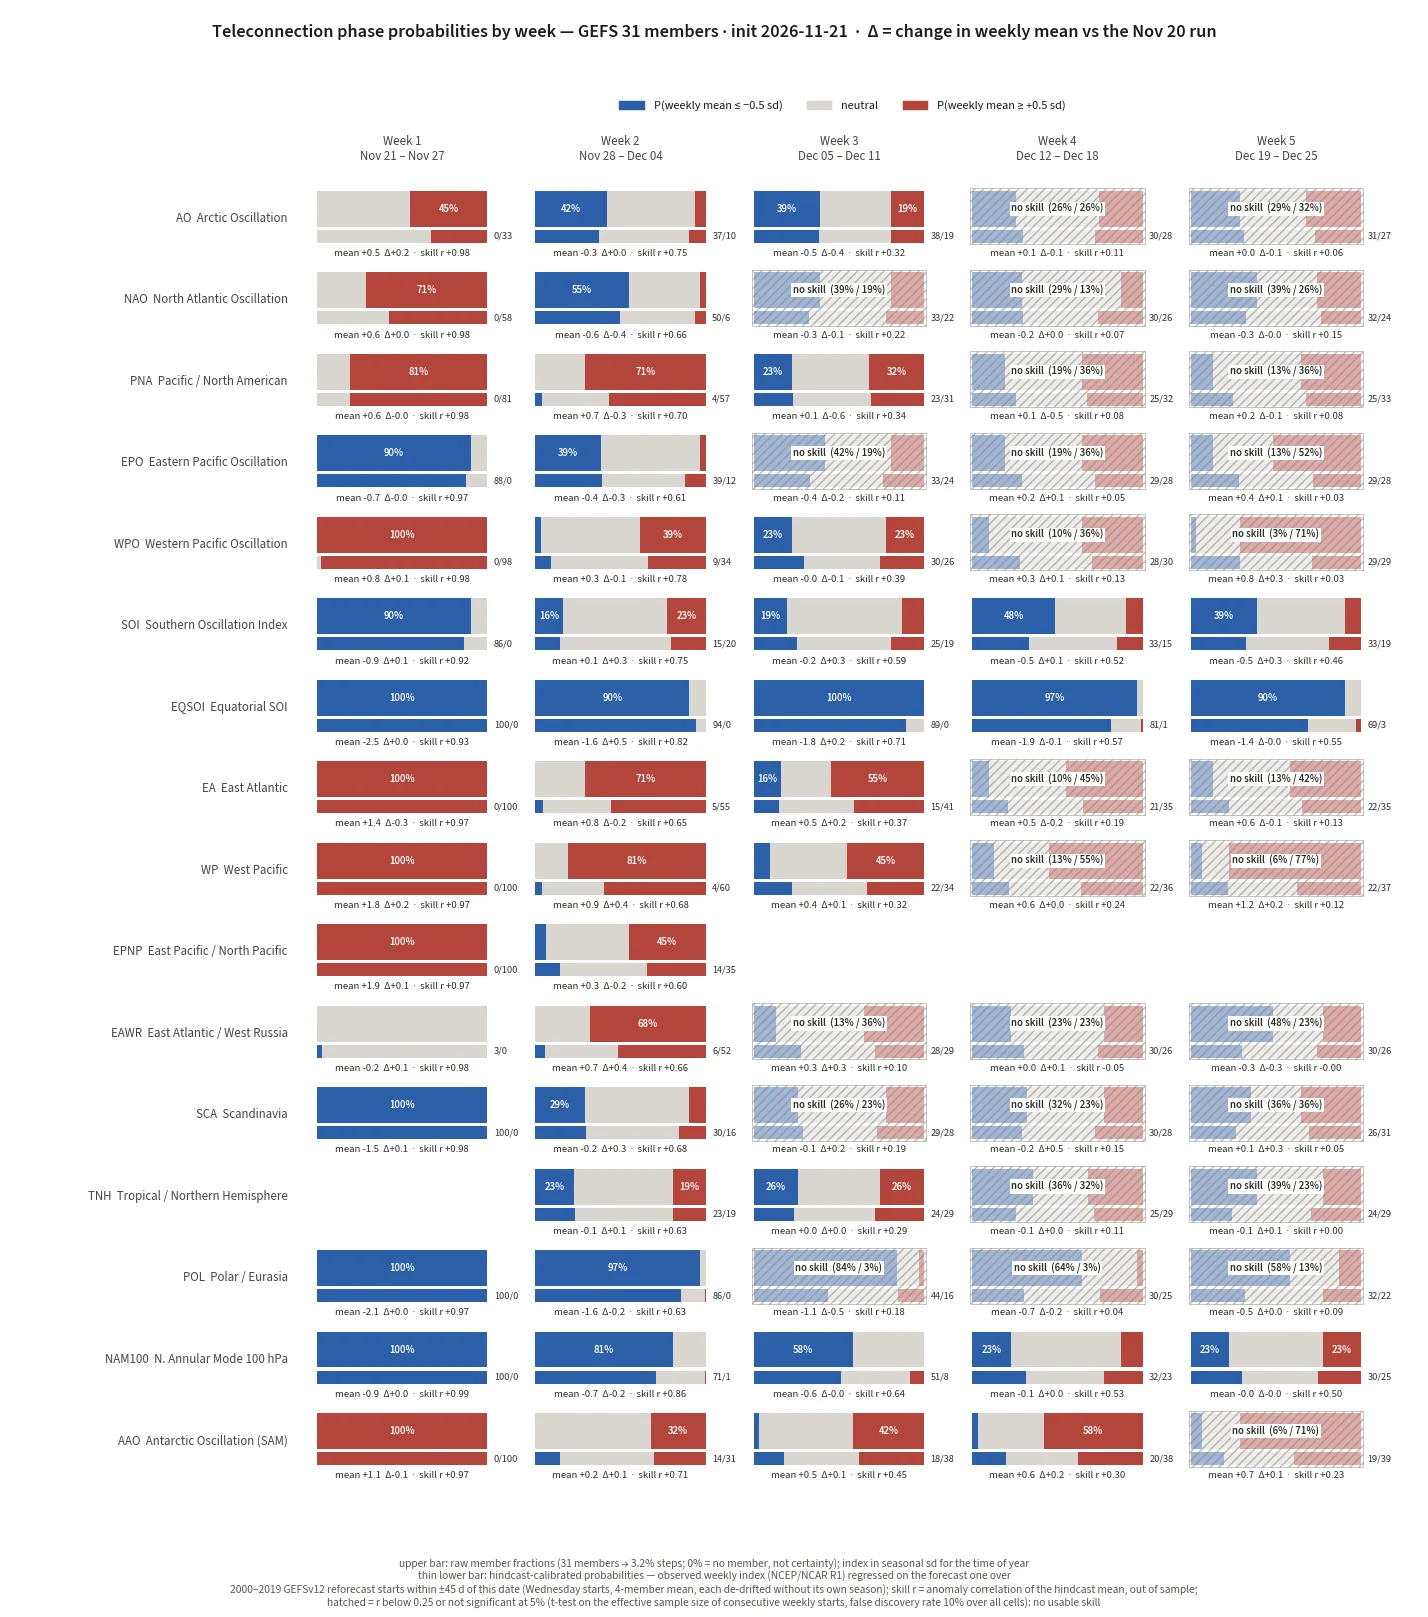 Teleconnection phase probabilities by week — GEFS 31 members · init 2026-11-21 · Δ = change in weekly mean vs the Nov 20 run
P(weekly mean ≤ −0.5 sd) neutral P(weekly mean ≥ +0.5 sd)
Week 1 Week 2 Week 3 Week 4 Week 5
Nov 21 – Nov 27 Nov 28 – Dec 04 Dec 05 – Dec 11 Dec 12 – Dec 18 Dec 19 – Dec 25
AO Arctic Oscillation 45% 42% 39% 19% no skill (26% / 26%) no skill (29% / 32%)
0/33 37/10 38/19 30/28 31/27
mean +0.5 Δ+0.2 · skill r +0.98 mean -0.3 Δ+0.0 · skill r +0.75 mean -0.5 Δ-0.4 · skill r +0.32 mean +0.1 Δ-0.1 · skill r +0.11 mean +0.0 Δ-0.1 · skill r +0.06
NAO North Atlantic Oscillation 71% 55% no skill (39% / 19%) no skill (29% / 13%) no skill (39% / 26%)
0/58 50/6 33/22 30/26 32/24
mean +0.6 Δ+0.0 · skill r +0.98 mean -0.6 Δ-0.4 · skill r +0.66 mean -0.3 Δ-0.1 · skill r +0.22 mean -0.2 Δ+0.0 · skill r +0.07 mean -0.3 Δ-0.0 · skill r +0.15
PNA Pacific / North American 81% 71% 23% 32% no skill (19% / 36%) no skill (13% / 36%)
0/81 4/57 23/31 25/32 25/33
mean +0.6 Δ-0.0 · skill r +0.98 mean +0.7 Δ-0.3 · skill r +0.70 mean +0.1 Δ-0.6 · skill r +0.34 mean +0.1 Δ-0.5 · skill r +0.08 mean +0.2 Δ-0.1 · skill r +0.08
EPO Eastern Pacific Oscillation 90% 39% no skill (42% / 19%) no skill (19% / 36%) no skill (13% / 52%)
88/0 39/12 33/24 29/28 29/28
mean -0.7 Δ-0.0 · skill r +0.97 mean -0.4 Δ-0.3 · skill r +0.61 mean -0.4 Δ-0.2 · skill r +0.11 mean +0.2 Δ+0.1 · skill r +0.05 mean +0.4 Δ+0.1 · skill r +0.03
WPO Western Pacific Oscillation 100% 39% 23% 23% no skill (10% / 36%) no skill (3% / 71%)
0/98 9/34 30/26 28/30 29/29
mean +0.8 Δ+0.1 · skill r +0.98 mean +0.3 Δ-0.1 · skill r +0.78 mean -0.0 Δ-0.1 · skill r +0.39 mean +0.3 Δ+0.1 · skill r +0.13 mean +0.8 Δ+0.3 · skill r +0.03
SOI Southern Oscillation Index 90% 16% 23% 19% 48% 39%
86/0 15/20 25/19 33/15 33/19
mean -0.9 Δ+0.1 · skill r +0.92 mean +0.1 Δ+0.3 · skill r +0.75 mean -0.2 Δ+0.3 · skill r +0.59 mean -0.5 Δ+0.1 · skill r +0.52 mean -0.5 Δ+0.3 · skill r +0.46
EQSOI Equatorial SOI 100% 90% 100% 97% 90%
100/0 94/0 89/0 81/1 69/3
mean -2.5 Δ+0.0 · skill r +0.93 mean -1.6 Δ+0.5 · skill r +0.82 mean -1.8 Δ+0.2 · skill r +0.71 mean -1.9 Δ-0.1 · skill r +0.57 mean -1.4 Δ-0.0 · skill r +0.55
EA East Atlantic 100% 71% 16% 55% no skill (10% / 45%) no skill (13% / 42%)
0/100 5/55 15/41 21/35 22/35
mean +1.4 Δ-0.3 · skill r +0.97 mean +0.8 Δ-0.2 · skill r +0.65 mean +0.5 Δ+0.2 · skill r +0.37 mean +0.5 Δ-0.2 · skill r +0.19 mean +0.6 Δ-0.1 · skill r +0.13
WP West Pacific 100% 81% 45% no skill (13% / 55%) no skill (6% / 77%)
0/100 4/60 22/34 22/36 22/37
mean +1.8 Δ+0.2 · skill r +0.97 mean +0.9 Δ+0.4 · skill r +0.68 mean +0.4 Δ+0.1 · skill r +0.32 mean +0.6 Δ+0.0 · skill r +0.24 mean +1.2 Δ+0.2 · skill r +0.12
EPNP East Pacific / North Pacific 100% 45%
0/100 14/35
mean +1.9 Δ+0.1 · skill r +0.97 mean +0.3 Δ-0.2 · skill r +0.60
EAWR East Atlantic / West Russia 68% no skill (13% / 36%) no skill (23% / 23%) no skill (48% / 23%)
3/0 6/52 28/29 30/26 30/26
mean -0.2 Δ+0.1 · skill r +0.98 mean +0.7 Δ+0.4 · skill r +0.66 mean +0.3 Δ+0.3 · skill r +0.10 mean +0.0 Δ+0.1 · skill r -0.05 mean -0.3 Δ-0.3 · skill r -0.00
SCA Scandinavia 100% 29% no skill (26% / 23%) no skill (32% / 23%) no skill (36% / 36%)
100/0 30/16 29/28 30/28 26/31
mean -1.5 Δ+0.1 · skill r +0.98 mean -0.2 Δ+0.3 · skill r +0.68 mean -0.1 Δ+0.2 · skill r +0.19 mean -0.2 Δ+0.5 · skill r +0.15 mean +0.1 Δ+0.3 · skill r +0.05
TNH Tropical / Northern Hemisphere 23% 19% 26% 26% no skill (36% / 32%) no skill (39% / 23%)
23/19 24/29 25/29 24/29
mean -0.1 Δ+0.1 · skill r +0.63 mean +0.0 Δ+0.0 · skill r +0.29 mean -0.1 Δ+0.0 · skill r +0.11 mean -0.1 Δ+0.1 · skill r +0.00
POL Polar / Eurasia 100% 97% no skill (84% / 3%) no skill (64% / 3%) no skill (58% / 13%)
100/0 86/0 44/16 30/25 32/22
mean -2.1 Δ+0.0 · skill r +0.97 mean -1.6 Δ-0.2 · skill r +0.63 mean -1.1 Δ-0.5 · skill r +0.18 mean -0.7 Δ-0.2 · skill r +0.04 mean -0.5 Δ+0.0 · skill r +0.09
NAM100 N. Annular Mode 100 hPa 100% 81% 58% 23% 23% 23%
100/0 71/1 51/8 32/23 30/25
mean -0.9 Δ+0.0 · skill r +0.99 mean -0.7 Δ-0.2 · skill r +0.86 mean -0.6 Δ-0.0 · skill r +0.64 mean -0.1 Δ+0.0 · skill r +0.53 mean -0.0 Δ-0.0 · skill r +0.50
AAO Antarctic Oscillation (SAM) 100% 32% 42% 58% no skill (6% / 71%)
0/100 14/31 18/38 20/38 19/39
mean +1.1 Δ-0.1 · skill r +0.97 mean +0.2 Δ+0.1 · skill r +0.71 mean +0.5 Δ+0.1 · skill r +0.45 mean +0.6 Δ+0.2 · skill r +0.30 mean +0.7 Δ+0.1 · skill r +0.23
upper bar: raw member fractions (31 members → 3.2% steps; 0% = no member, not certainty); index in seasonal sd for the time of year
thin lower bar: hindcast-calibrated probabilities — observed weekly index (NCEP/NCAR R1) regressed on the forecast one over
2000–2019 GEFSv12 reforecast starts within ±45 d of this date (Wednesday starts, 4-member mean, each de-drifted without its own season); skill r = anomaly correlation of the hindcast mean, out of sample;
hatched = r below 0.25 or not significant at 5% (t-test on the effective sample size of consecutive weekly starts, false discovery rate 10% over all cells): no usable skill